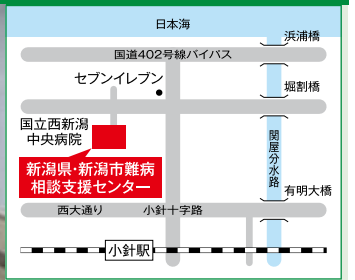 日本海
浜浦橋
国道402号線バイパス
セブンイレブン
堀割橋
国立西新潟
中央病院
関屋分水路
新潟県・新潟市難病
相談支援センター
有明大橋
西大通り
小針十字路
小針駅